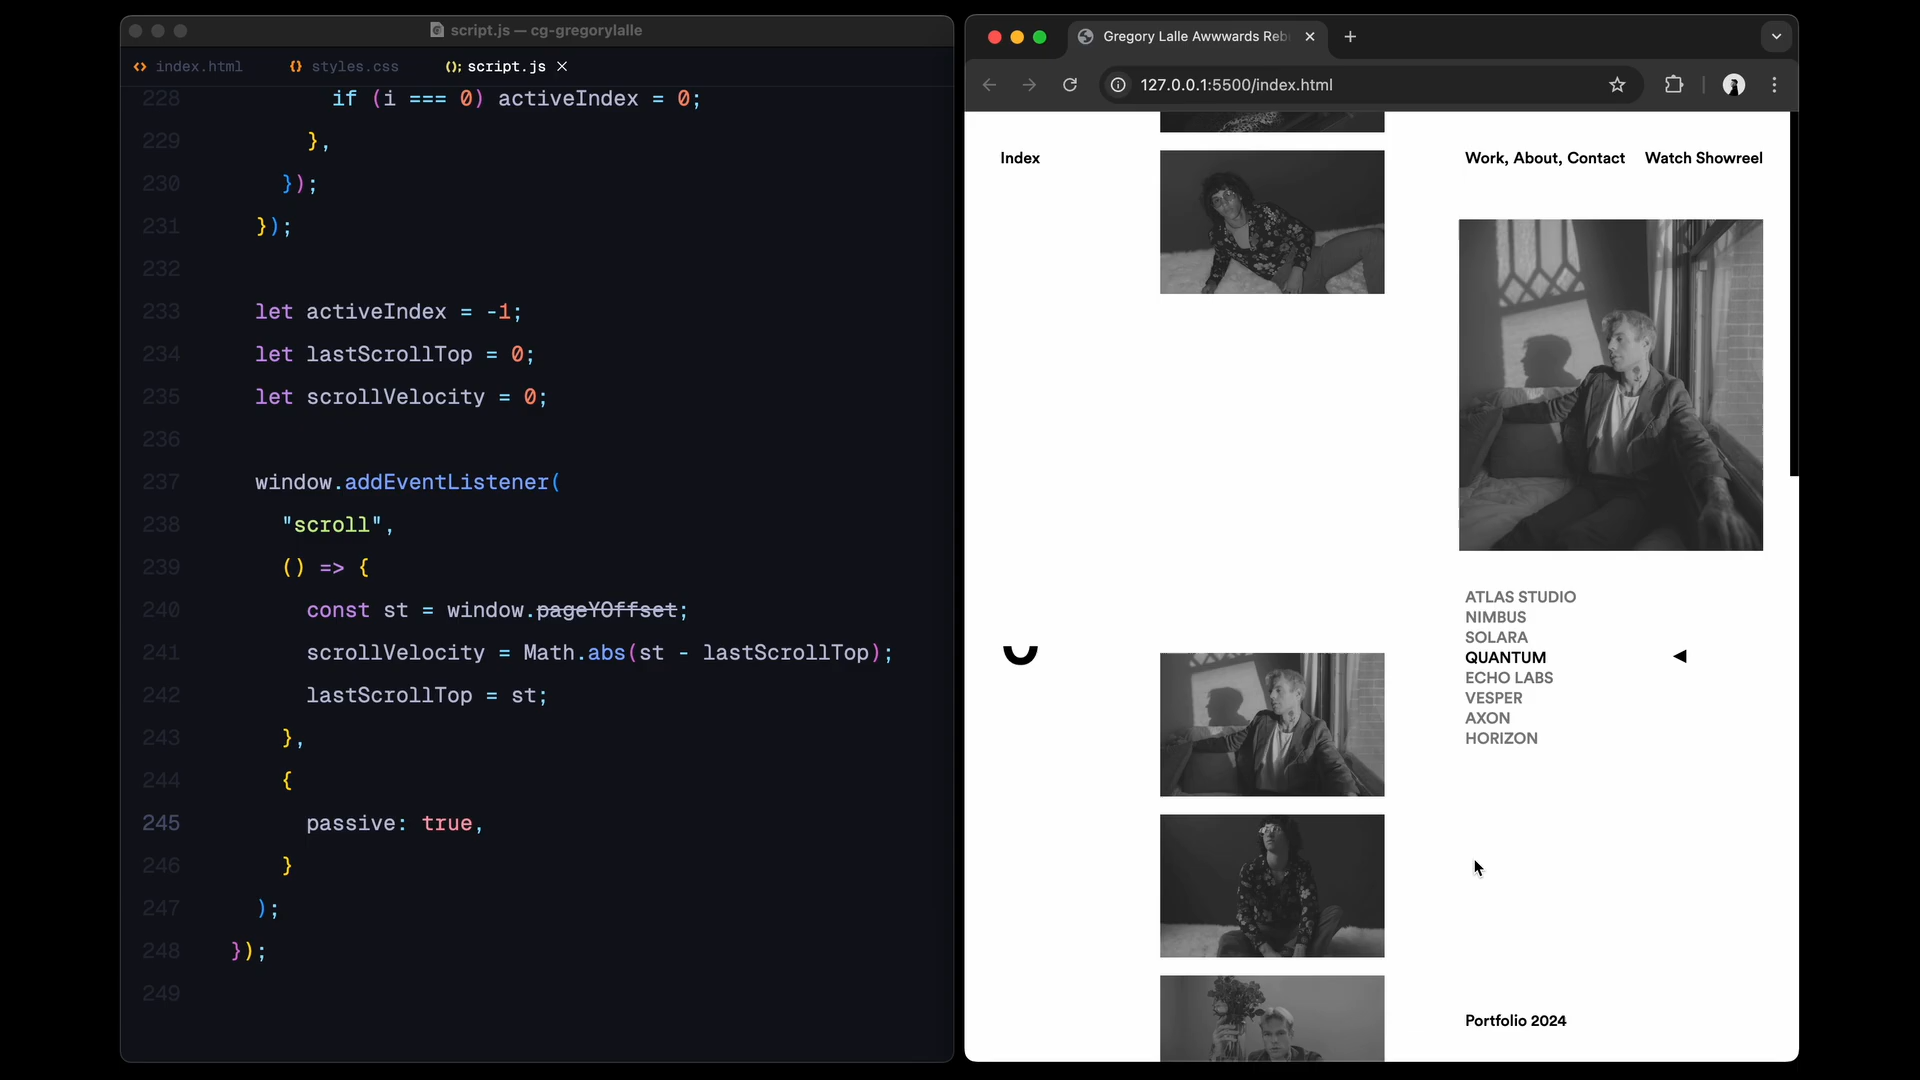 script.js — cg-gregorylalle
index.html
styles.css
script.js
228 if (i === 0) activeIndex = 0;
229 },
230 });
231 });
232
233 let activeIndex = -1;
234 let lastScrollTop = 0;
235 let scrollVelocity = 0;
236
237 window.addEventListener(
238 "scroll",
239 () => {
240 const st = window.pageYOffset;
241 scrollVelocity = Math.abs(st - lastScrollTop);
242 lastScrollTop = st;
243 },
244 {
245 passive: true,
246 }
247 );
248 });
249
Gregory Lalle Awwwards Reb
127.0.0.1:5500/index.html
Index
Work, About, Contact
Watch Showreel
ATLAS STUDIO
NIMBUS
SOLARA
QUANTUM
ECHO LABS
VESPER
AXON
HORIZON
Portfolio 2024